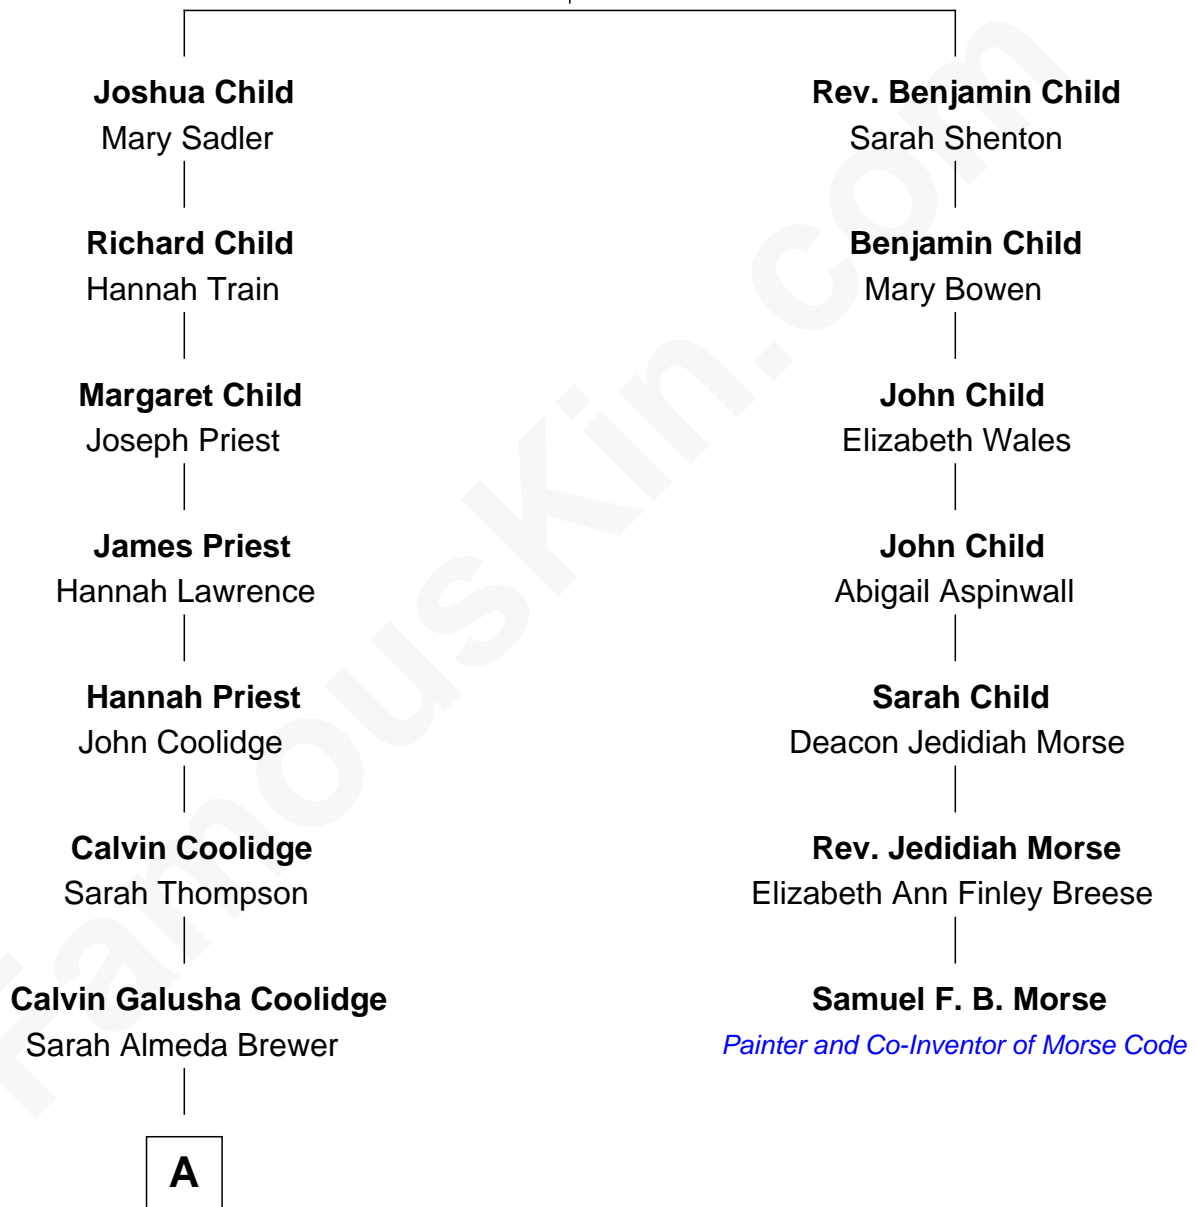 Joshua Child
Mary Sadler
Richard Child
Hannah Train
Margaret Child
Joseph Priest
James Priest
Hannah Lawrence
Hannah Priest
John Coolidge
Calvin Coolidge
Sarah Thompson
Calvin Galusha Coolidge
Sarah Almeda Brewer
A
Rev. Benjamin Child
Sarah Shenton
Benjamin Child
Mary Bowen
John Child
Elizabeth Wales
John Child
Abigail Aspinwall
Sarah Child
Deacon Jedidiah Morse
Rev. Jedidiah Morse
Elizabeth Ann Finley Breese
Samuel F. B. Morse
Painter and Co-Inventor of Morse Code
FamousKin.com